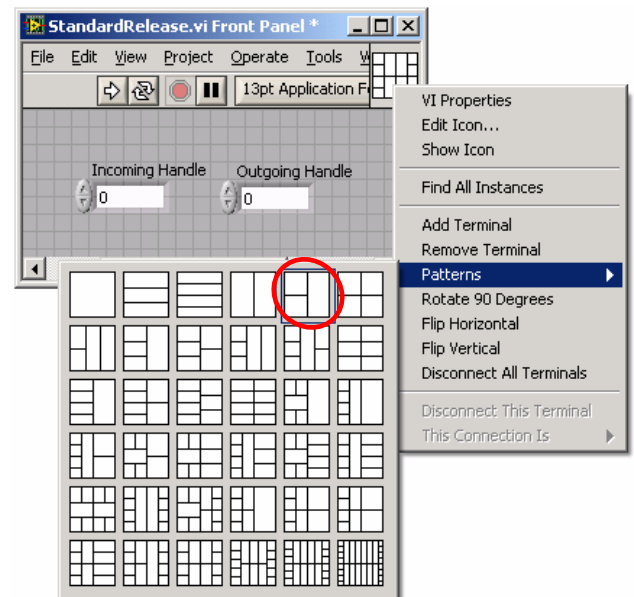 StandardRelease.vi Front Panel *
File Edit View Project Operate Tools
13pt Application
Incoming Handle Outgoing Handle
0 0
VI Properties
Edit Icon...
Show Icon
Find All Instances
Add Terminal
Remove Terminal
Patterns
Rotate 90 Degrees
Flip Horizontal
Flip Vertical
Disconnect All Terminals
Disconnect This Terminal
This Connection Is